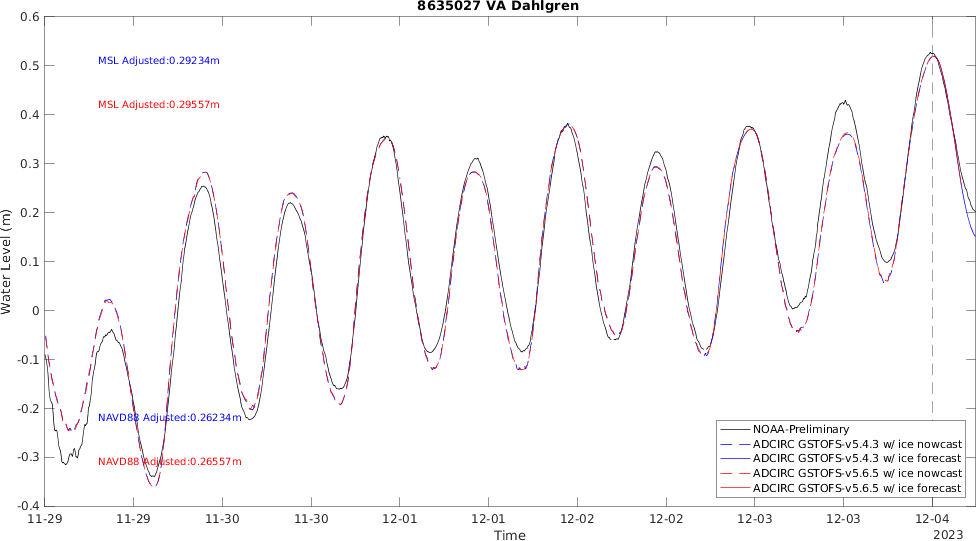 8635027 VA Dahlgren
0.6
0.5
0.4
0.3
0.2
0.1
0
-0.1
-0.2
-0.3
-0.4
Water Level (m)
MSL Adjusted:0.29234m
MSL Adjusted:0.29557m
NAVD88 Adjusted:0.26234m
NAVD88 Adjusted:0.26557m
NOAA-Preliminary
ADCIRC GSTOFS-v5.4.3 w/ ice nowcast
ADCIRC GSTOFS-v5.4.3 w/ ice forecast
ADCIRC GSTOFS-v5.6.5 w/ ice nowcast
ADCIRC GSTOFS-v5.6.5 w/ ice forecast
11-29 11-29 11-30 11-30 12-01 12-01 12-02 12-02 12-03 12-03 12-04
Time
2023